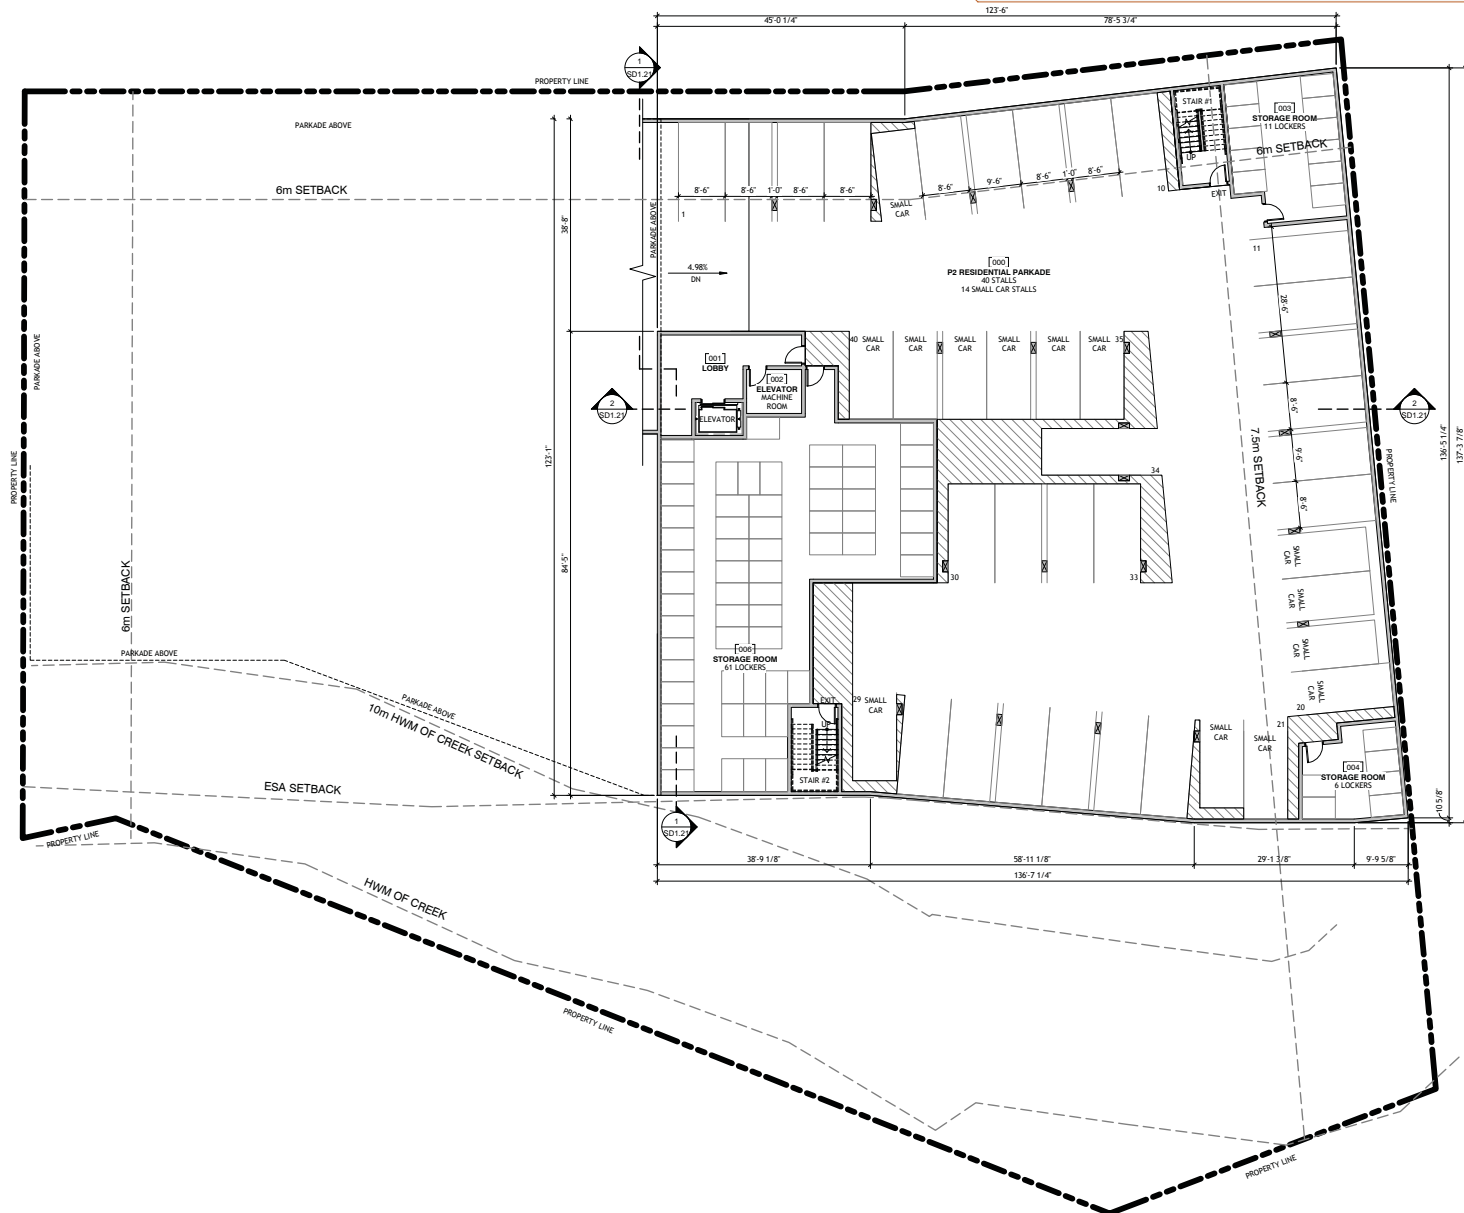 123'-6"
45'-0 1/4"
78'-5 3/4"
1
SD1.21
PROPERTY LINE
PARKADE ABOVE
STAIR #1
UP
EXIT
003
STORAGE ROOM
11 LOCKERS
6m SETBACK
6m SETBACK
8'-6"
8'-6"
1'-0"
8'-6"
8'-6"
SMALL
CAR
8'-6"
9'-6"
8'-6"
1'-0"
8'-6"
10
1
11
38'-8"
PARKADE ABOVE
4.98%
DN
000
P2 RESIDENTIAL PARKADE
40 STALLS
14 SMALL CAR STALLS
28'-6"
PARKADE ABOVE
001
LOBBY
002
ELEVATOR
MACHINE
ROOM
ELEVATOR
40
SMALL
CAR
SMALL
CAR
SMALL
CAR
SMALL
CAR
SMALL
CAR
SMALL
CAR
35
2
SD1.21
2
SD1.21
8'-6"
9'-6"
8'-6"
7.5m SETBACK
PROPERTY LINE
136'-5 1/4"
137'-3 7/8"
PROPERTY LINE
123'-1"
84'-5"
34
30
33
SMALL
CAR
SMALL
CAR
SMALL
CAR
SMALL
CAR
20
6m SETBACK
PARKADE ABOVE
PARKADE ABOVE
10m HWM OF CREEK SETBACK
ESA SETBACK
006
STORAGE ROOM
61 LOCKERS
EXIT
UP
STAIR #2
29
SMALL
CAR
SMALL
CAR
SMALL
CAR
21
004
STORAGE ROOM
6 LOCKERS
10 5/8"
PROPERTY LINE
1
SD1.21
38'-9 1/8"
58'-11 1/8"
29'-1 3/8"
9'-9 5/8"
136'-7 1/4"
HWM OF CREEK
PROPERTY LINE
PROPERTY LINE